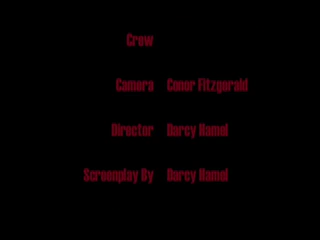 Crew
Camera Conor Fitzgerald
Director Darcy Hamel
Screenplay By Darcy Hamel